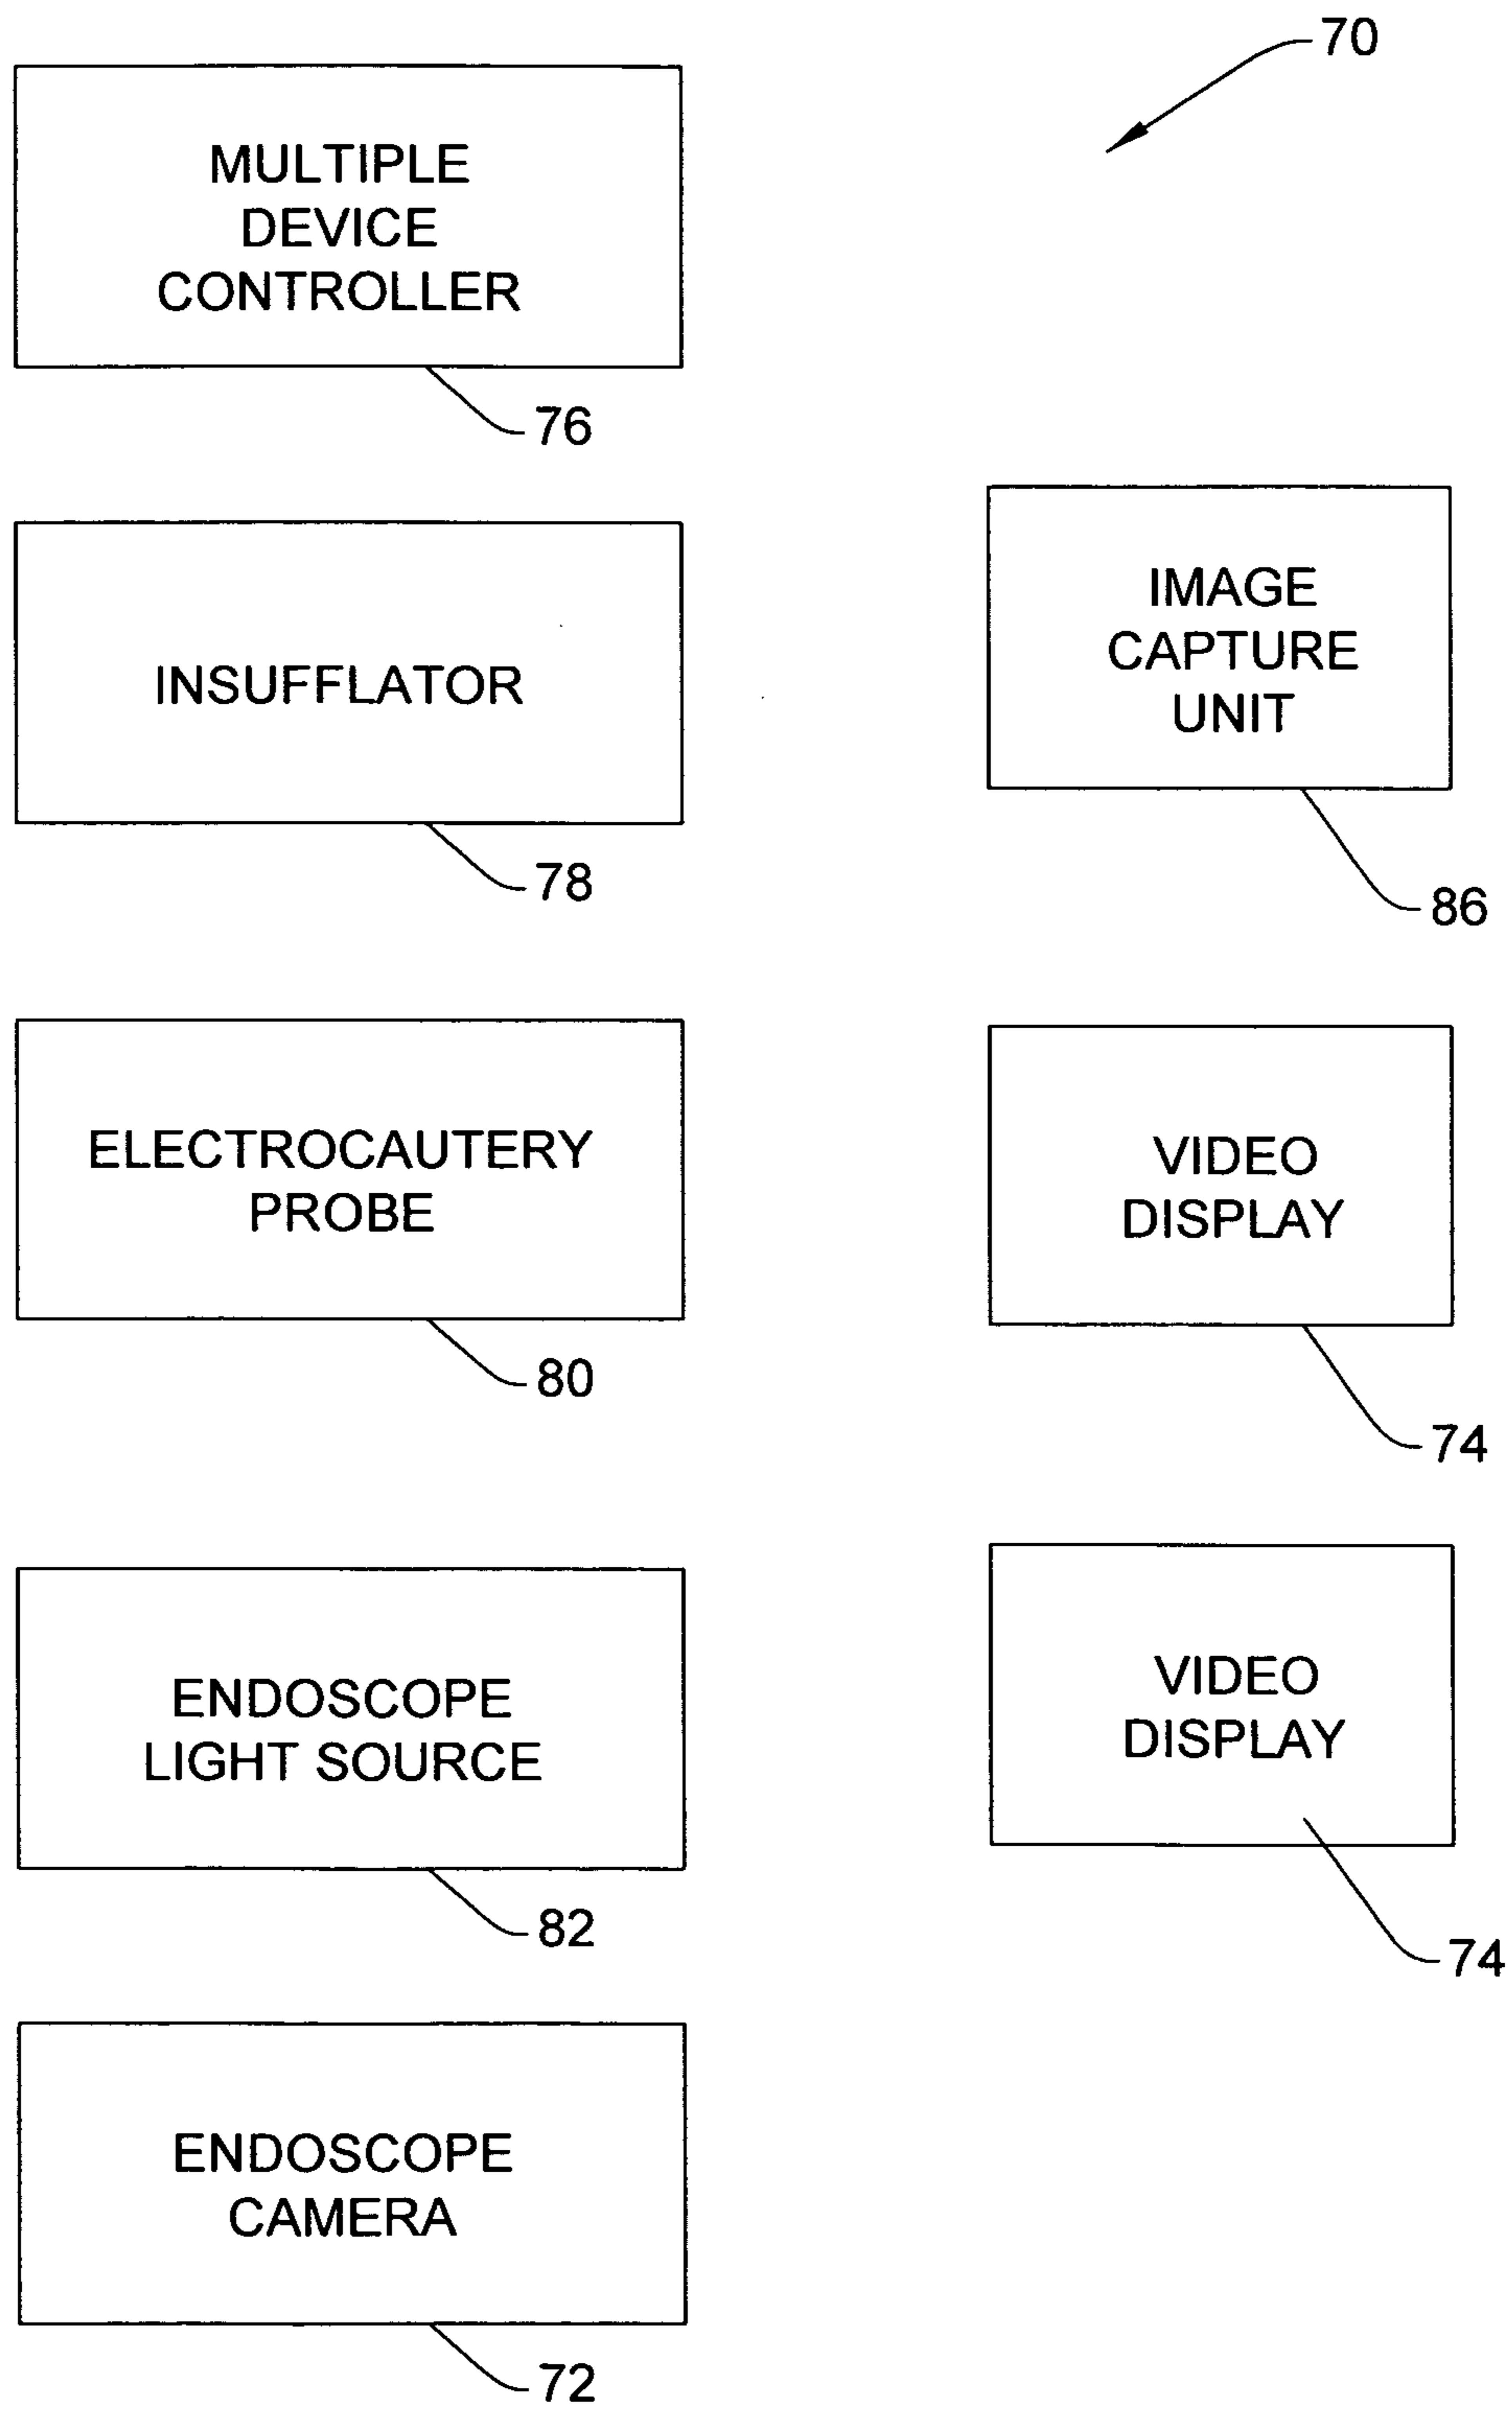 70
MULTIPLE
DEVICE
CONTROLLER
76
INSUFFLATOR
78
IMAGE
CAPTURE
UNIT
86
ELECTROCAUTERY
PROBE
80
VIDEO
DISPLAY
74
ENDOSCOPE
LIGHT SOURCE
82
VIDEO
DISPLAY
74
ENDOSCOPE
CAMERA
72